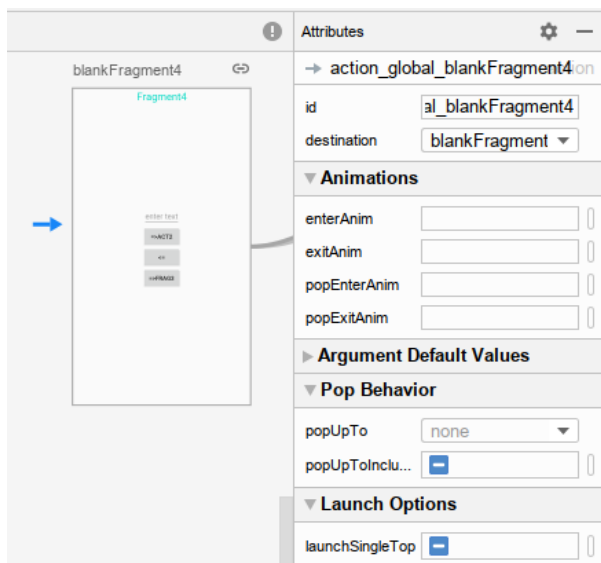 Attributes
blankFragment4
action_global_blankFragment4
Fragment4
id al_blankFragment4
destination blankFragment
Animations
enterAnim
enter text
=>ACT2
exitAnim
<>
popEnterAnim
popExitAnim
Argument Default Values
Pop Behavior
popUpTo none
popUpToInclu...
Launch Options
launchSingleTop